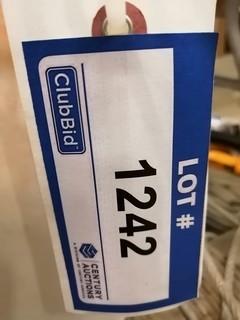 LOT #
1242
ClubBid
CENTURY
AUCTIONS